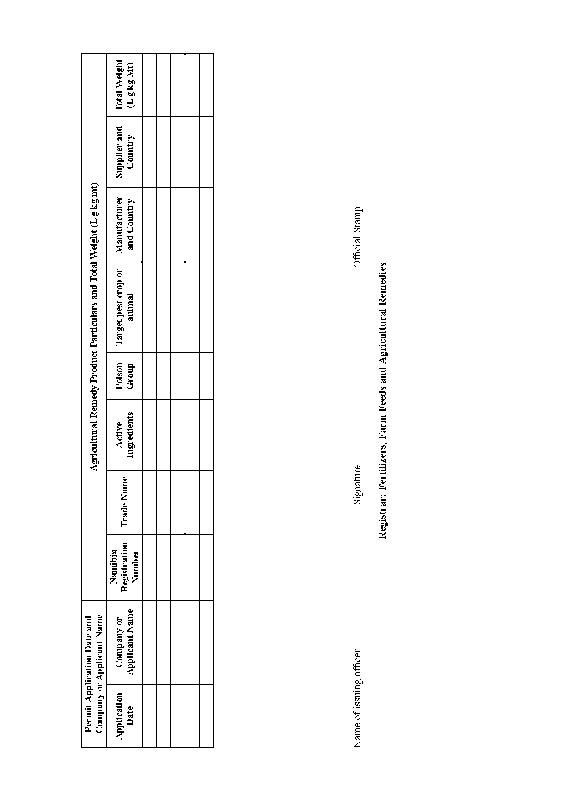 Permit Application Date and
Company or Applicant Name
Agricultural Remedy Product Particulars and Total Weight (L g kg mt)
Application
Date
Company or
Applicant Name
Namibia
Registration
Number
Trade Name
Active
Ingredients
Poison
Group
Target pest crop or
animal
Manufacturer
and Country
Supplier and
Country
Total Weight
(L g kg Mt)
Name of issuing officer
Signature
Official Stamp
Registrar: Fertilizers, Farm Feeds and Agricultural Remedies